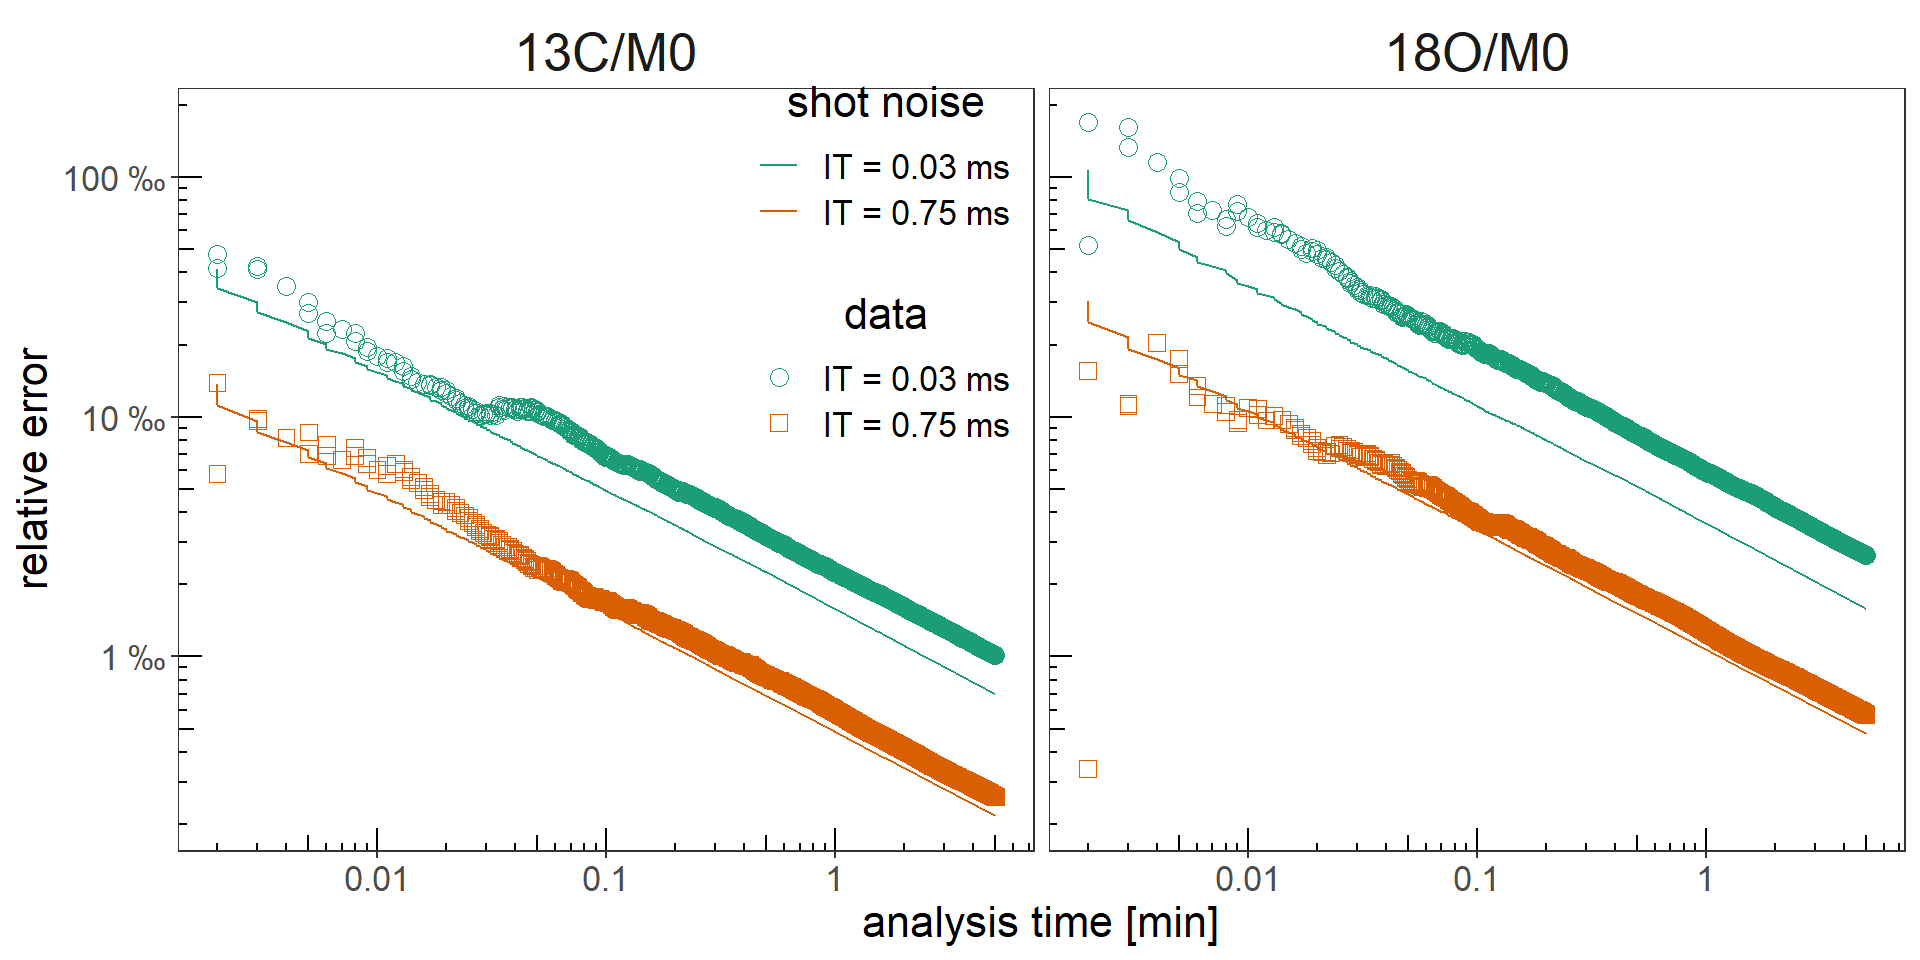 13C/M0
18O/M0
shot noise
IT = 0.03 ms
IT = 0.75 ms
data
IT = 0.03 ms
IT = 0.75 ms
100 ‰
10 ‰
1 ‰
relative error
0.01
0.1
1
0.01
0.1
1
analysis time [min]